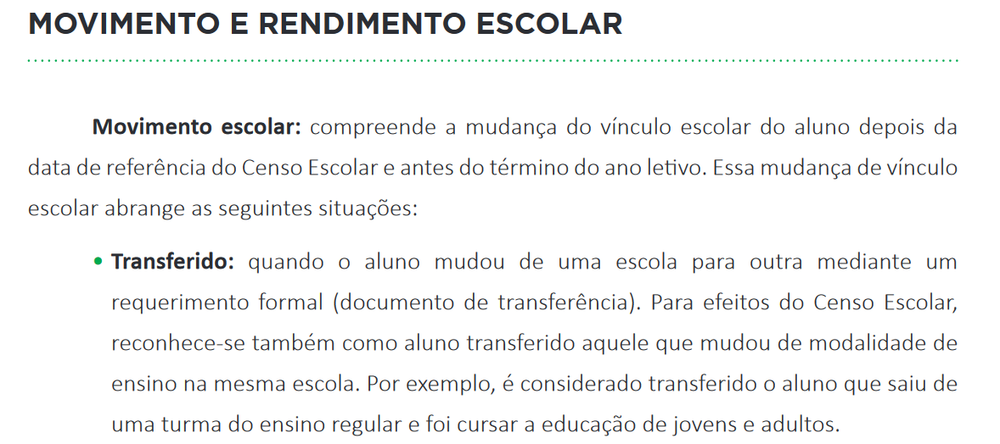 MOVIMENTO E RENDIMENTO ESCOLAR
Movimento escolar: compreende a mudança do vínculo escolar do aluno depois da
data de referência do Censo Escolar e antes do término do ano letivo. Essa mudança de vínculo
escolar abrange as seguintes situações:
• Transferido: quando o aluno mudou de uma escola para outra mediante um
requerimento formal (documento de transferência). Para efeitos do Censo Escolar,
reconhece-se também como aluno transferido aquele que mudou de modalidade de
ensino na mesma escola. Por exemplo, é considerado transferido o aluno que saiu de
uma turma do ensino regular e foi cursar a educação de jovens e adultos.